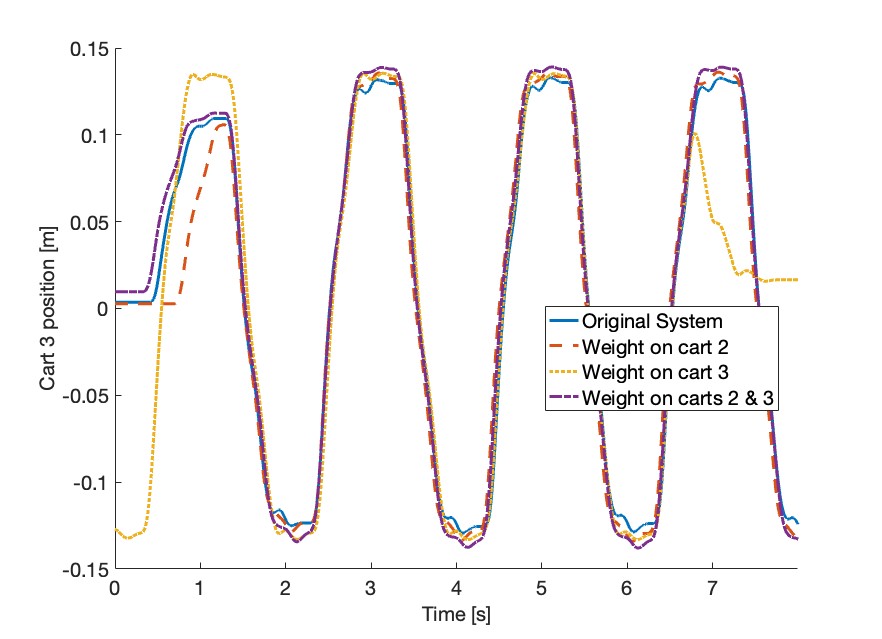 0.15
0.1
0.05
0
-0.05
-0.1
-0.15
Cart 3 position [m]
Original System
Weight on cart 2
Weight on cart 3
Weight on carts 2 & 3
0 1 2 3 4 5 6 7
Time [s]